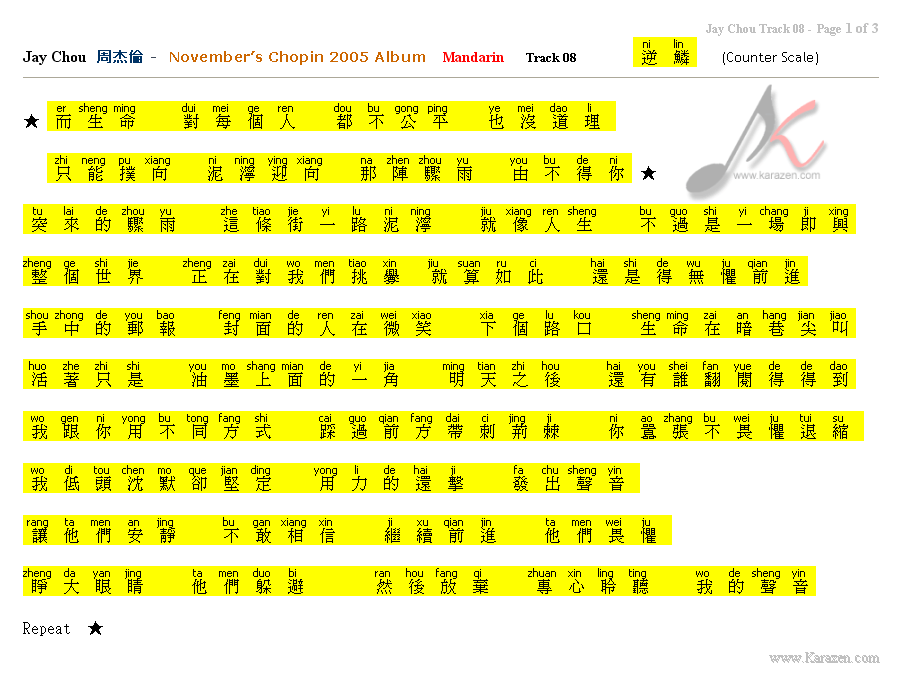 Jay Chou Track 08 - Page 1 of 3
Jay Chou 周杰倫 - November's Chopin 2005 Album Mandarin Track 08 逆鱗 (Counter Scale)
ni lin
www.karazen.com
er sheng ming dui mei ge ren dou bu gong ping ye mei dao li
★ 而生命 對每個人 都不公平 也沒道理
zhi neng pu xiang ni ning ying xiang na zhen zhou yu you bu de ni
只能撲向 泥濘迎向 那陣驟雨 由不得你 ★
tu lai de zhou yu zhe tiao jie yi lu ni ning jiu xiang ren sheng bu guo shi yi chang ji xing
突來的驟雨 這條街一路泥濘 就像人生 不過是一場即興
zheng ge shi jie zheng zai dui wo men tiao xin jiu suan ru ci hai shi de wu ju qian jin
整個世界 正在對我們挑釁 就算如此 還是得無懼前進
shou zhong de you bao feng mian de ren zai wei xiao xia ge lu kou sheng ming zai an hang jian jiao
手中的郵報 封面的人在微笑 下個路口 生命在暗巷尖叫
huo zhe zhi shi you mo shang mian de yi jia ming tian zhi hou hai you shei fan yue de de dao
活著只是 油墨上面的一角 明天之後 還有誰翻閱得得到
wo gen ni yong bu tong fang shi cai guo qian fang dai ci jing ji ni ao zhang bu wei ju tui su
我跟你用不同方式 踩過前方帶刺荊棘 你囂張不畏懼退縮
wo di tou chen mo que jian ding yong li de hai ji fa chu sheng yin
我低頭沈默卻堅定 用力的還擊 發出聲音
rang ta men an jing bu gan xiang xin ji xu qian jin ta men wei ju
讓他們安靜 不敢相信 繼續前進 他們畏懼
zheng da yan jing ta men duo bi ran hou fang qi zhuan xin ling ting wo de sheng yin
睜大眼睛 他們躲避 然後放棄 專心聆聽 我的聲音
Repeat ★
www.Karazen.com